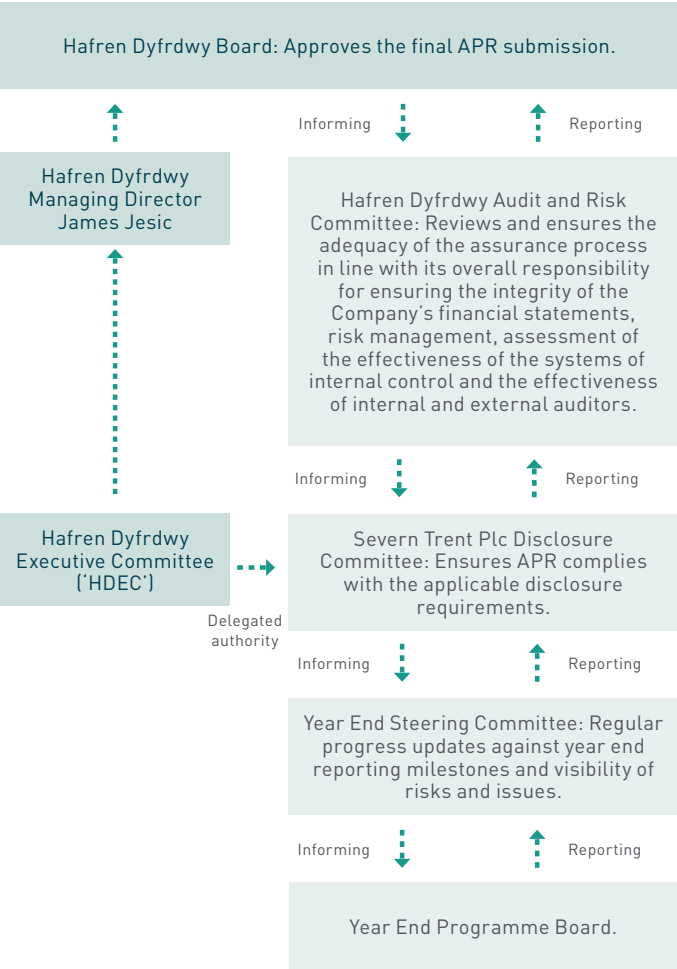 Hafren Dyfrdwy Board: Approves the final APR submission.
Informing
Reporting
Hafren Dyfrdwy
Managing Director
James Jesic
Hafren Dyfrdwy Audit and Risk
Committee: Reviews and ensures the
adequacy of the assurance process
in line with its overall responsibility
for ensuring the integrity of the
Company’s financial statements,
risk management, assessment of
the effectiveness of the systems of
internal control and the effectiveness
of internal and external auditors.
Informing
Reporting
Hafren Dyfrdwy
Executive Committee
(‘HDEC’)
Delegated
authority
Severn Trent Plc Disclosure
Committee: Ensures APR complies
with the applicable disclosure
requirements.
Informing
Reporting
Year End Steering Committee: Regular
progress updates against year end
reporting milestones and visibility of
risks and issues.
Informing
Reporting
Year End Programme Board.